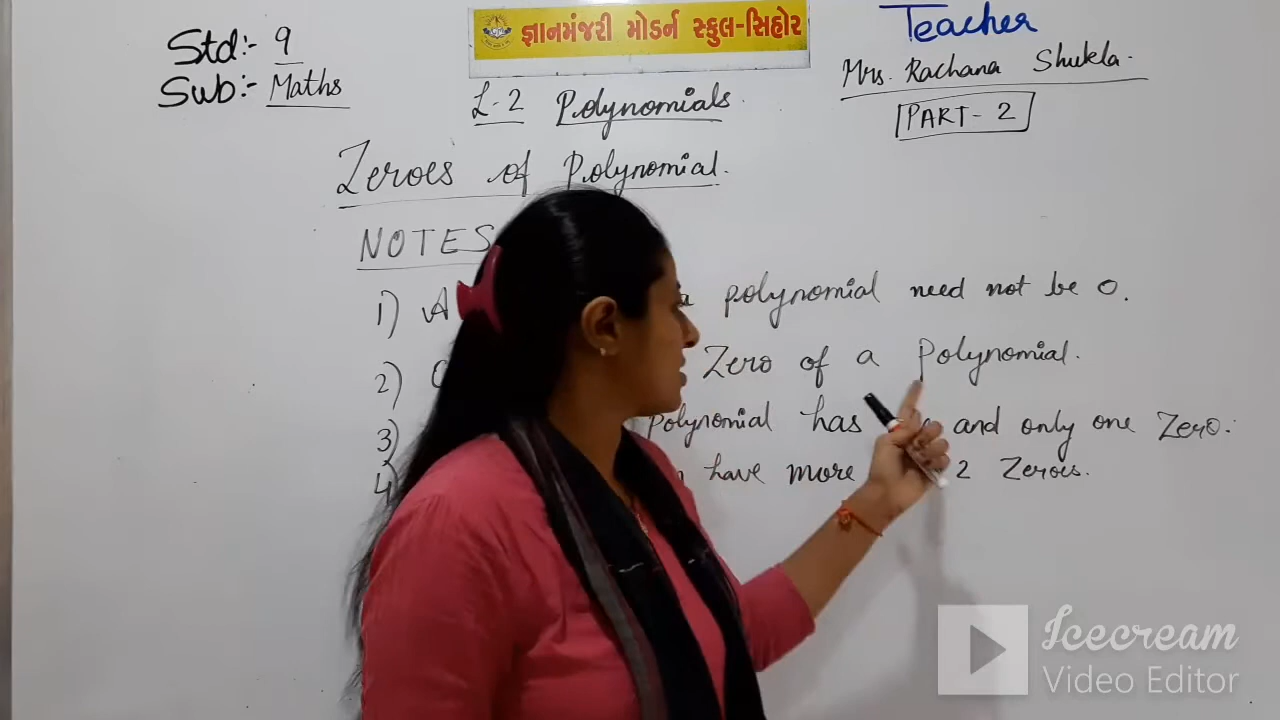 Std:- 9
Sub:- Maths
જ્ઞાનમંજરી મોડર્ન સ્કુલ-સિહોર
Teacher
Mrs. Rachana Shukla.
PART-2
L-2 Polynomials.
Zeroes of Polynomial.
NOTES
1) A polynomial need not be 0.
2) Zero of a Polynomial.
3) Polynomial has and only one Zero.
4) have more 2 Zeroes.
Icecream
Video Editor